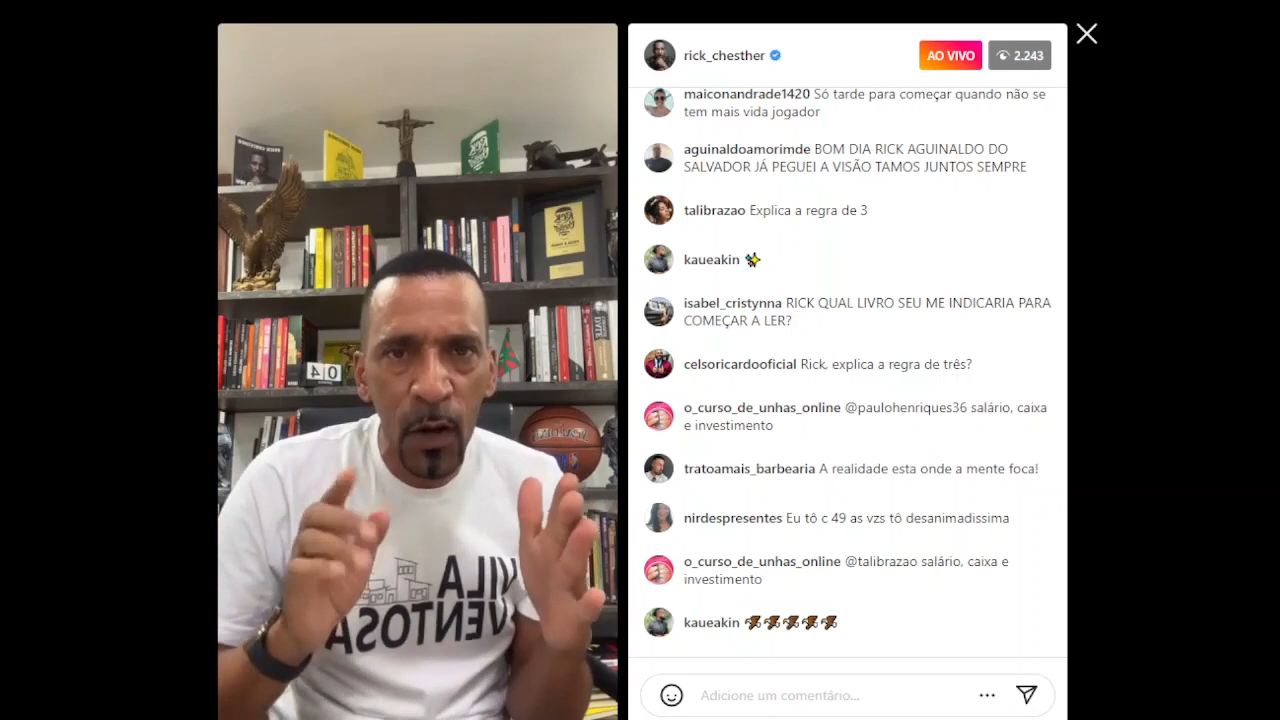 rick_chesther
AO VIVO
2.243
maiconandrade1420 Só tarde para começar quando não se
tem mais vida jogador
aguinaldoamorimde BOM DIA RICK AGUINALDO DO
SALVADOR JÁ PEGUEI A VISÃO TAMOS JUNTOS SEMPRE
talibrazao Explica a regra de 3
kaueakin
isabel_cristynna RICK QUAL LIVRO SEU ME INDICARIA PARA
COMEÇAR A LER?
celsoricardooficial Rick, explica a regra de três?
o_curso_de_unhas_online @paulohenriques36 salário, caixa
e investimento
tratoamais_barbearia A realidade esta onde a mente foca!
nirdespresentes Eu tô c 49 as vzs tô desanimadissima
o_curso_de_unhas_online @talibrazao salário, caixa e
investimento
kaueakin
Adicione um comentário...
VILA
VENTOSA
04